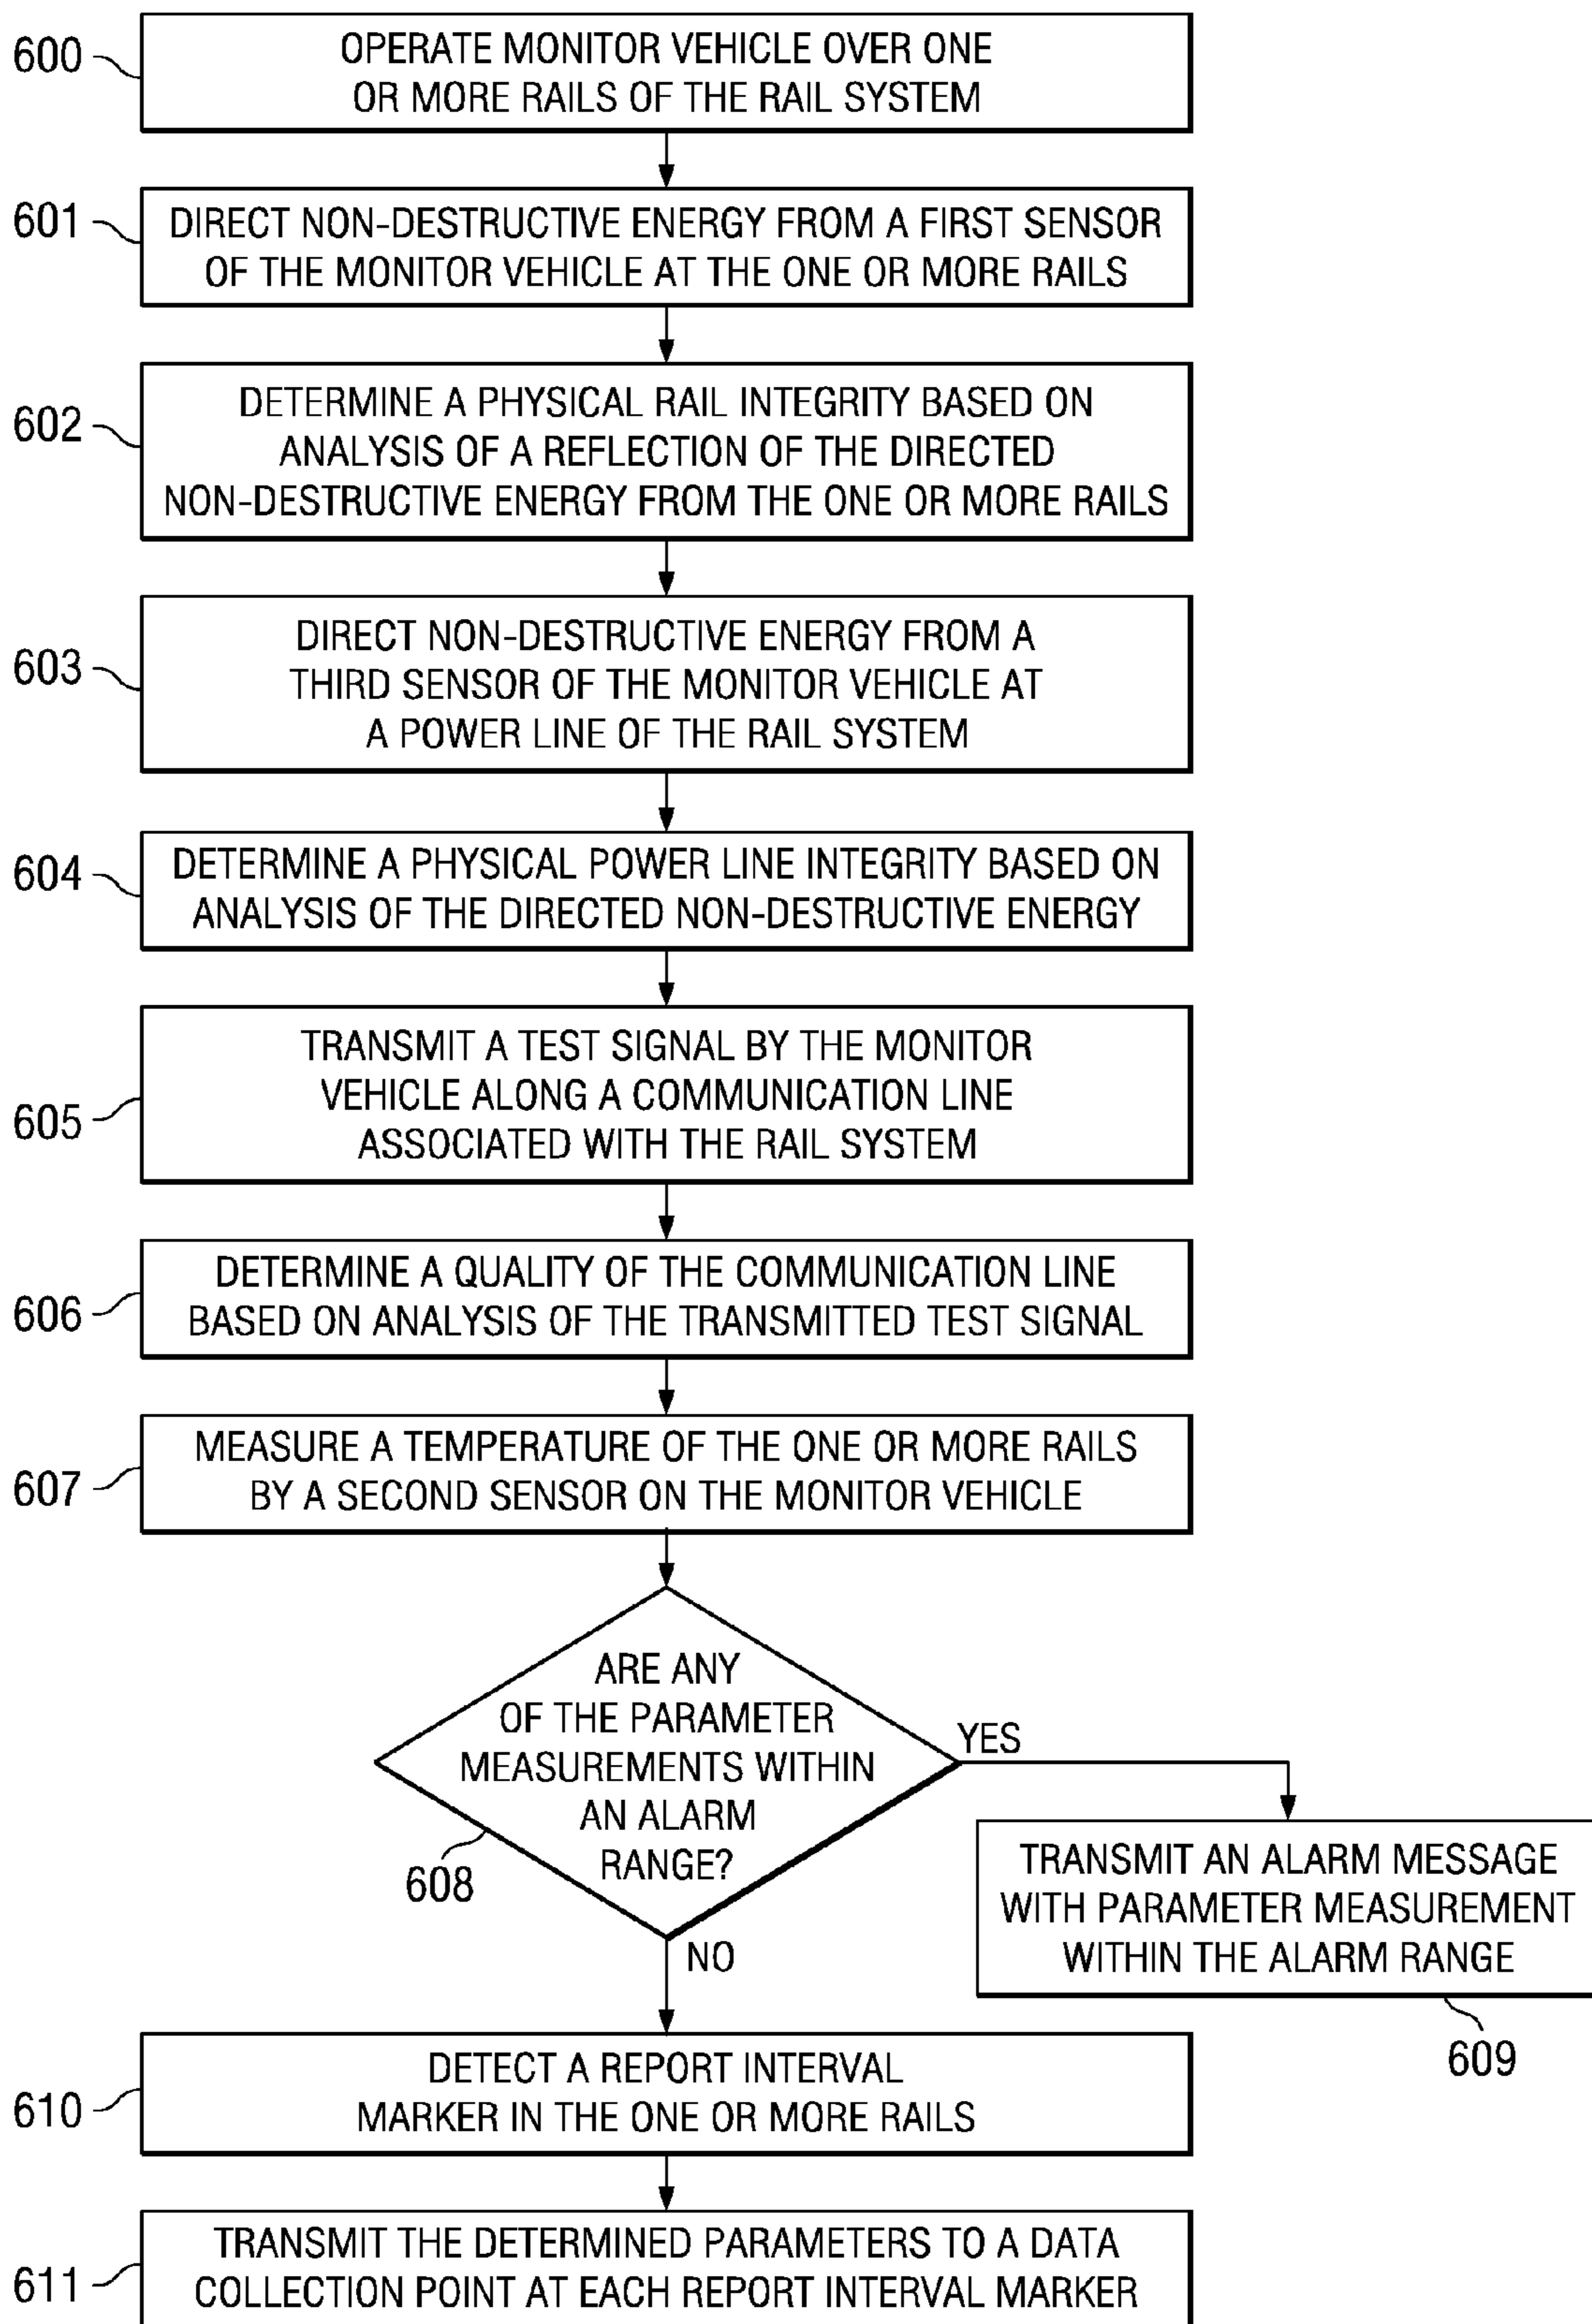 600
OPERATE MONITOR VEHICLE OVER ONE
OR MORE RAILS OF THE RAIL SYSTEM
601
DIRECT NON-DESTRUCTIVE ENERGY FROM A FIRST SENSOR
OF THE MONITOR VEHICLE AT THE ONE OR MORE RAILS
602
DETERMINE A PHYSICAL RAIL INTEGRITY BASED ON
ANALYSIS OF A REFLECTION OF THE DIRECTED
NON-DESTRUCTIVE ENERGY FROM THE ONE OR MORE RAILS
603
DIRECT NON-DESTRUCTIVE ENERGY FROM A
THIRD SENSOR OF THE MONITOR VEHICLE AT
A POWER LINE OF THE RAIL SYSTEM
604
DETERMINE A PHYSICAL POWER LINE INTEGRITY BASED ON
ANALYSIS OF THE DIRECTED NON-DESTRUCTIVE ENERGY
605
TRANSMIT A TEST SIGNAL BY THE MONITOR
VEHICLE ALONG A COMMUNICATION LINE
ASSOCIATED WITH THE RAIL SYSTEM
606
DETERMINE A QUALITY OF THE COMMUNICATION LINE
BASED ON ANALYSIS OF THE TRANSMITTED TEST SIGNAL
607
MEASURE A TEMPERATURE OF THE ONE OR MORE RAILS
BY A SECOND SENSOR ON THE MONITOR VEHICLE
ARE ANY
OF THE PARAMETER
MEASUREMENTS WITHIN
AN ALARM
RANGE?
608
YES
TRANSMIT AN ALARM MESSAGE
WITH PARAMETER MEASUREMENT
WITHIN THE ALARM RANGE
609
NO
610
DETECT A REPORT INTERVAL
MARKER IN THE ONE OR MORE RAILS
611
TRANSMIT THE DETERMINED PARAMETERS TO A DATA
COLLECTION POINT AT EACH REPORT INTERVAL MARKER